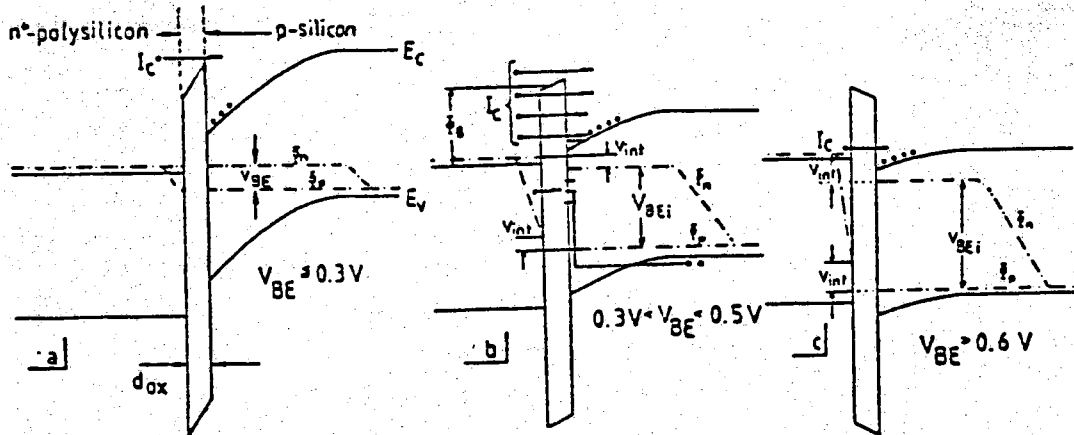 n⁺-polysilicon
p-silicon
I_C
E_C
ξ_n
V_BE
ξ_p
E_V
V_BE ≤ 0.3 V
a
d_ox
I_C
Φ_B
V_int
ξ_n
V_BEi
ξ_p
V_int
0.3 V < V_BE < 0.5 V
b
I_C
V_int
ξ_n
V_BEi
V_int
ξ_p
V_BE > 0.6 V
c